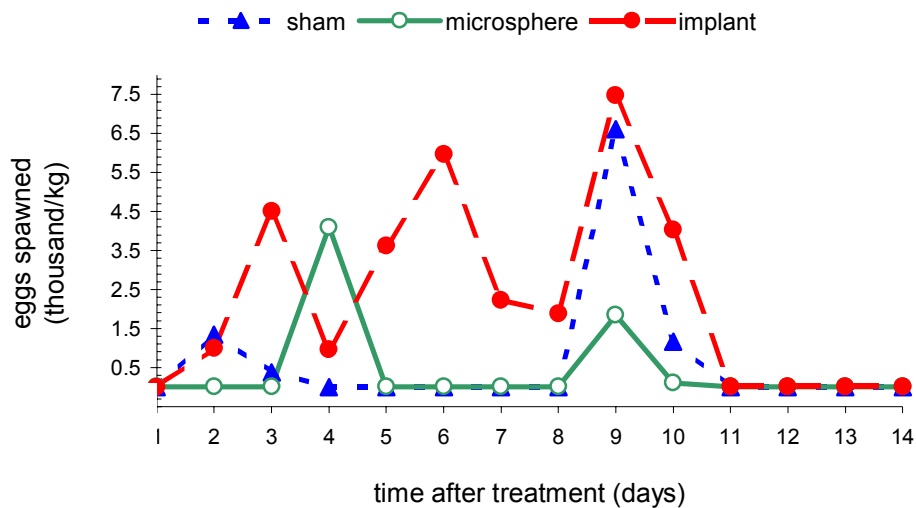 sham microsphere implant
7.5
6.5
5.5
4.5
3.5
2.5
1.5
0.5
eggs spawned
(thousand/kg)
1 2 3 4 5 6 7 8 9 10 11 12 13 14
time after treatment (days)